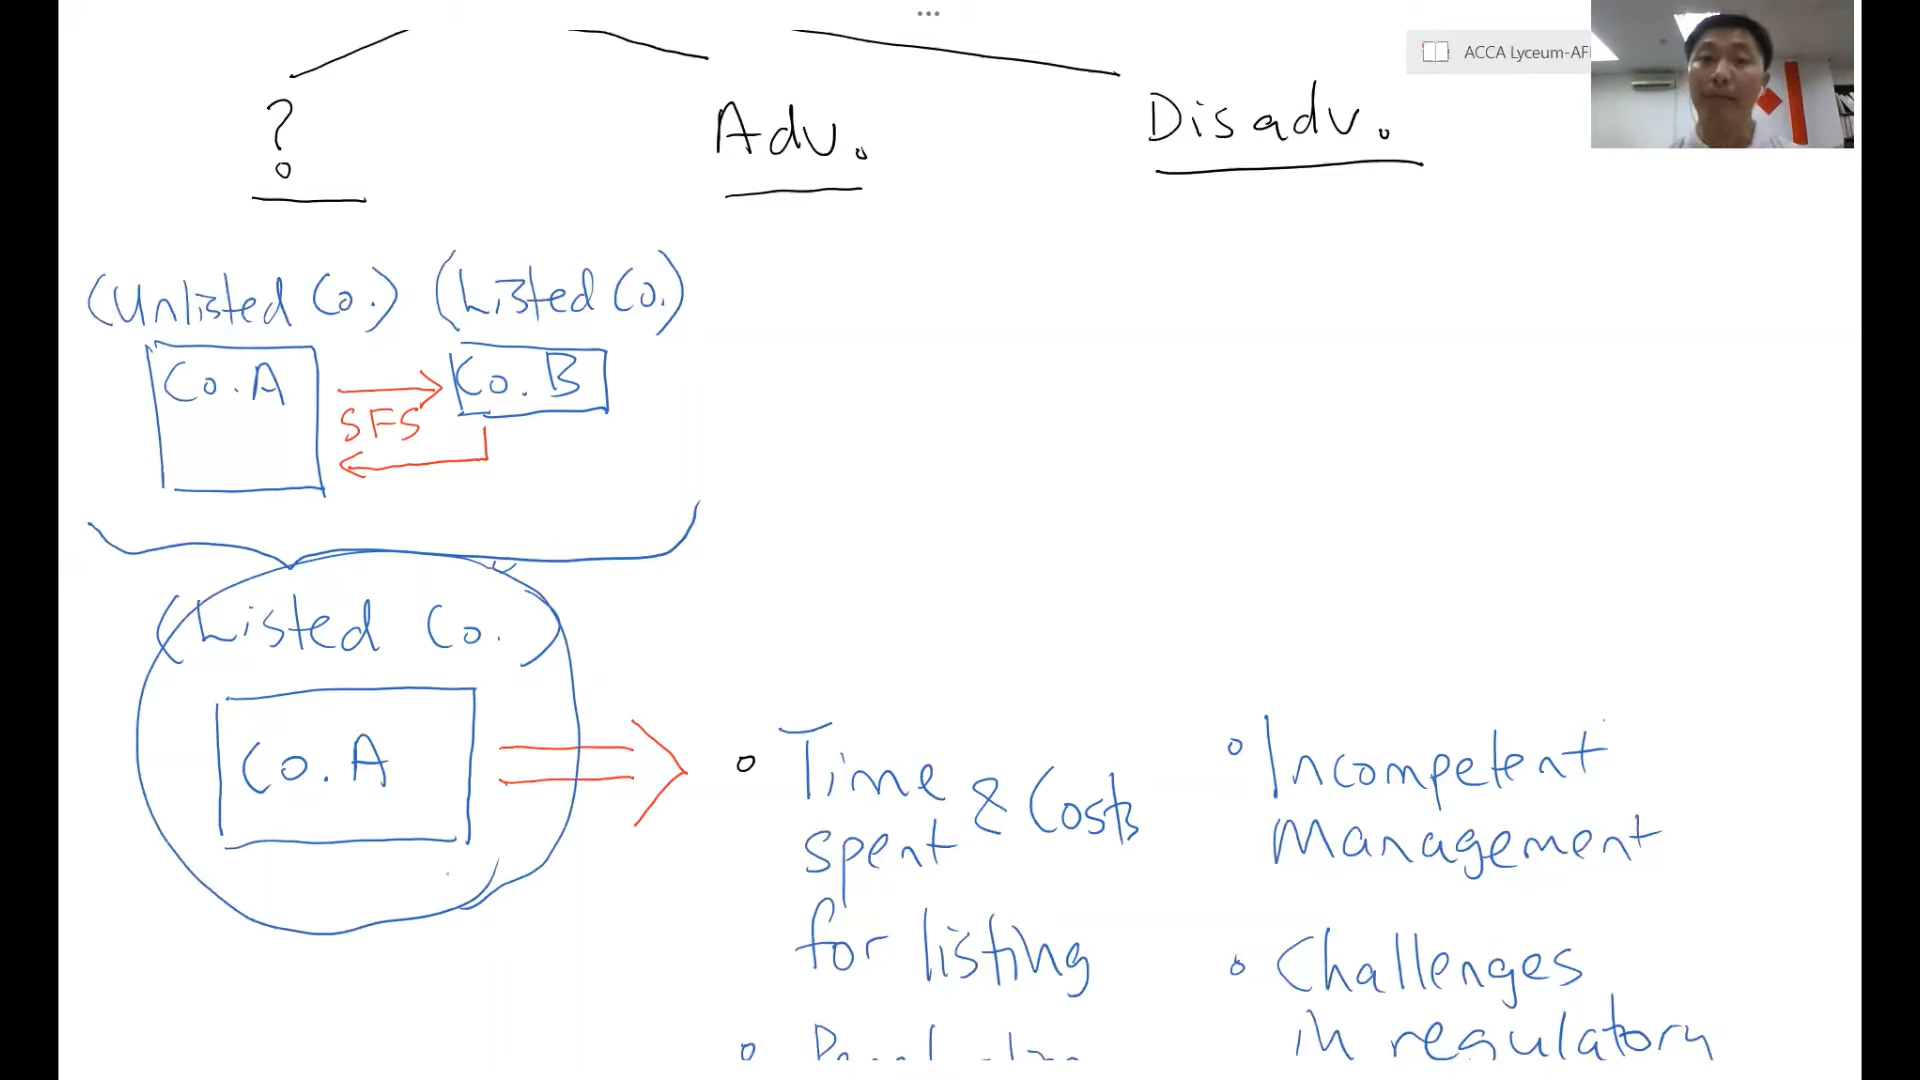 ACCA Lyceum-AF
?
Adv.
Disadv.
(Unlisted Co.) (Listed Co.)
Co.A
Co.B
SFS
(Listed Co.)
Co.A
Time & Costs
spent
for listing
Incompetent
Management
Challenges
in regulatory